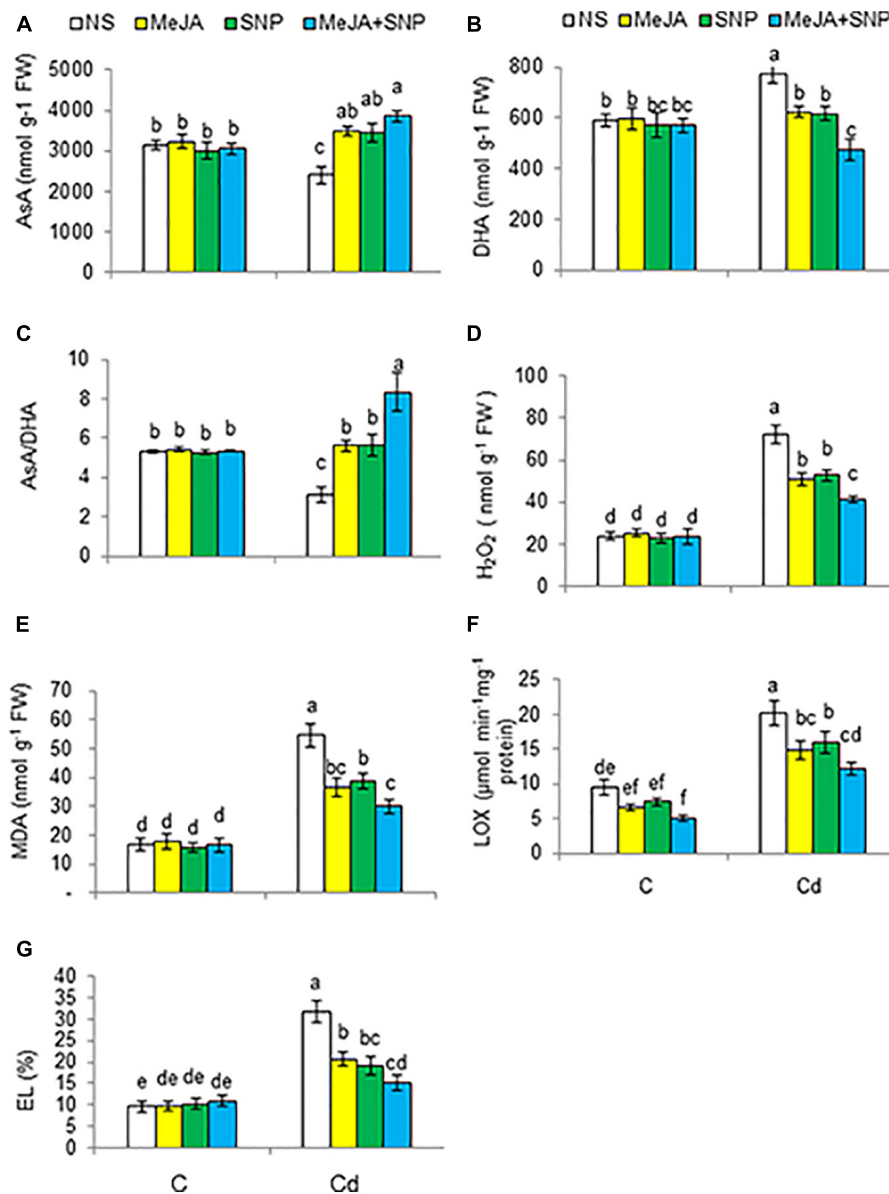 A NS MeJA SNP MeJA+SNP
AsA (nmol g-1 FW)
5000
4000
3000
2000
1000
0
b b b b c ab ab a
B NS MeJA SNP MeJA+SNP
DHA (nmol g-1 FW)
800
600
400
200
0
b b bc bc a b b c
C
AsA/DHA
10
8
6
4
2
0
b b b b c b b a
D
H₂O₂ ( nmol g⁻¹ FW )
100
80
60
40
20
0
d d d d a b b c
E
MDA (nmol g⁻¹ FW)
70
60
50
40
30
20
10
-
d d d d a bc b c
F
LOX (µmol min⁻¹mg⁻¹
protein)
25
20
15
10
5
0
de ef ef f a bc b cd
C Cd
G
EL (%)
40
35
30
25
20
15
10
5
0
e de de de a b bc cd
C Cd